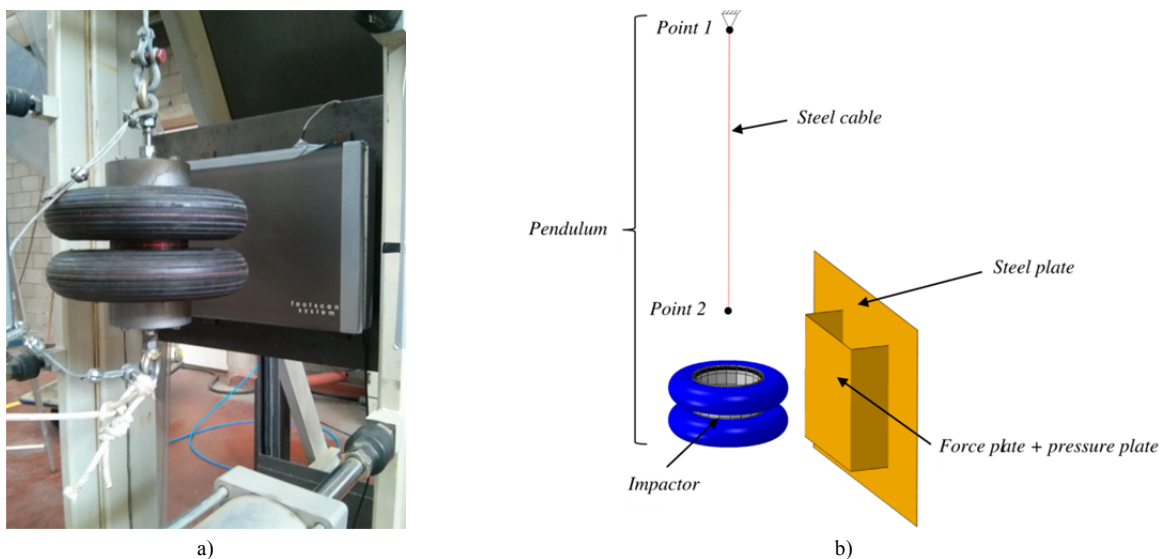 footscan
system
Point 1
Steel cable
Pendulum
Steel plate
Point 2
Force plate + pressure plate
Impactor
a)
b)